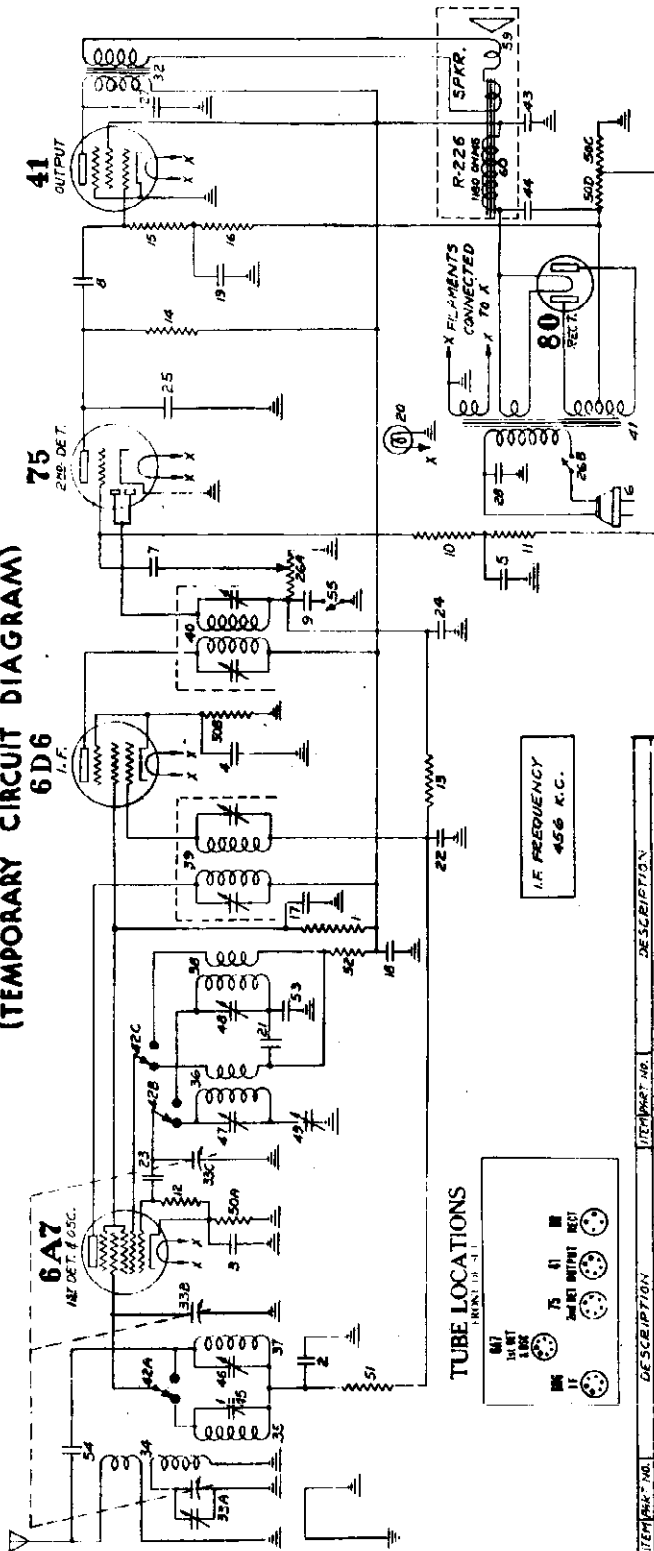 (TEMPORARY CIRCUIT DIAGRAM)
6A7
1ST DET. & OSC.
6D6
I.F.
75
2ND. DET.
41
OUTPUT
54
34
33A
42A
35
45
46
37
33B
2
51
3
50A
12
23
33C
42B
42C
47
49
36
48
21
53
38
52
18
17
1
39
22
13
4
50B
40
9
55
26A
24
7
25
14
8
15
16
19
27
32
10
11
5
20
X
X FILAMENTS
CONNECTED
X TO X
28
26B
6
41
80
RECT.
R-226
1180 OHMS
60
SPKR.
59
44
43
50D 50C
I.F. FREQUENCY
456 K.C.
TUBE LOCATIONS
6D6
I F
6A7
1st DET
& OSC
75
2nd DET
41
OUTPUT
80
RECT
ITEM PART NO. DESCRIPTION ITEM PART NO. DESCRIPTION